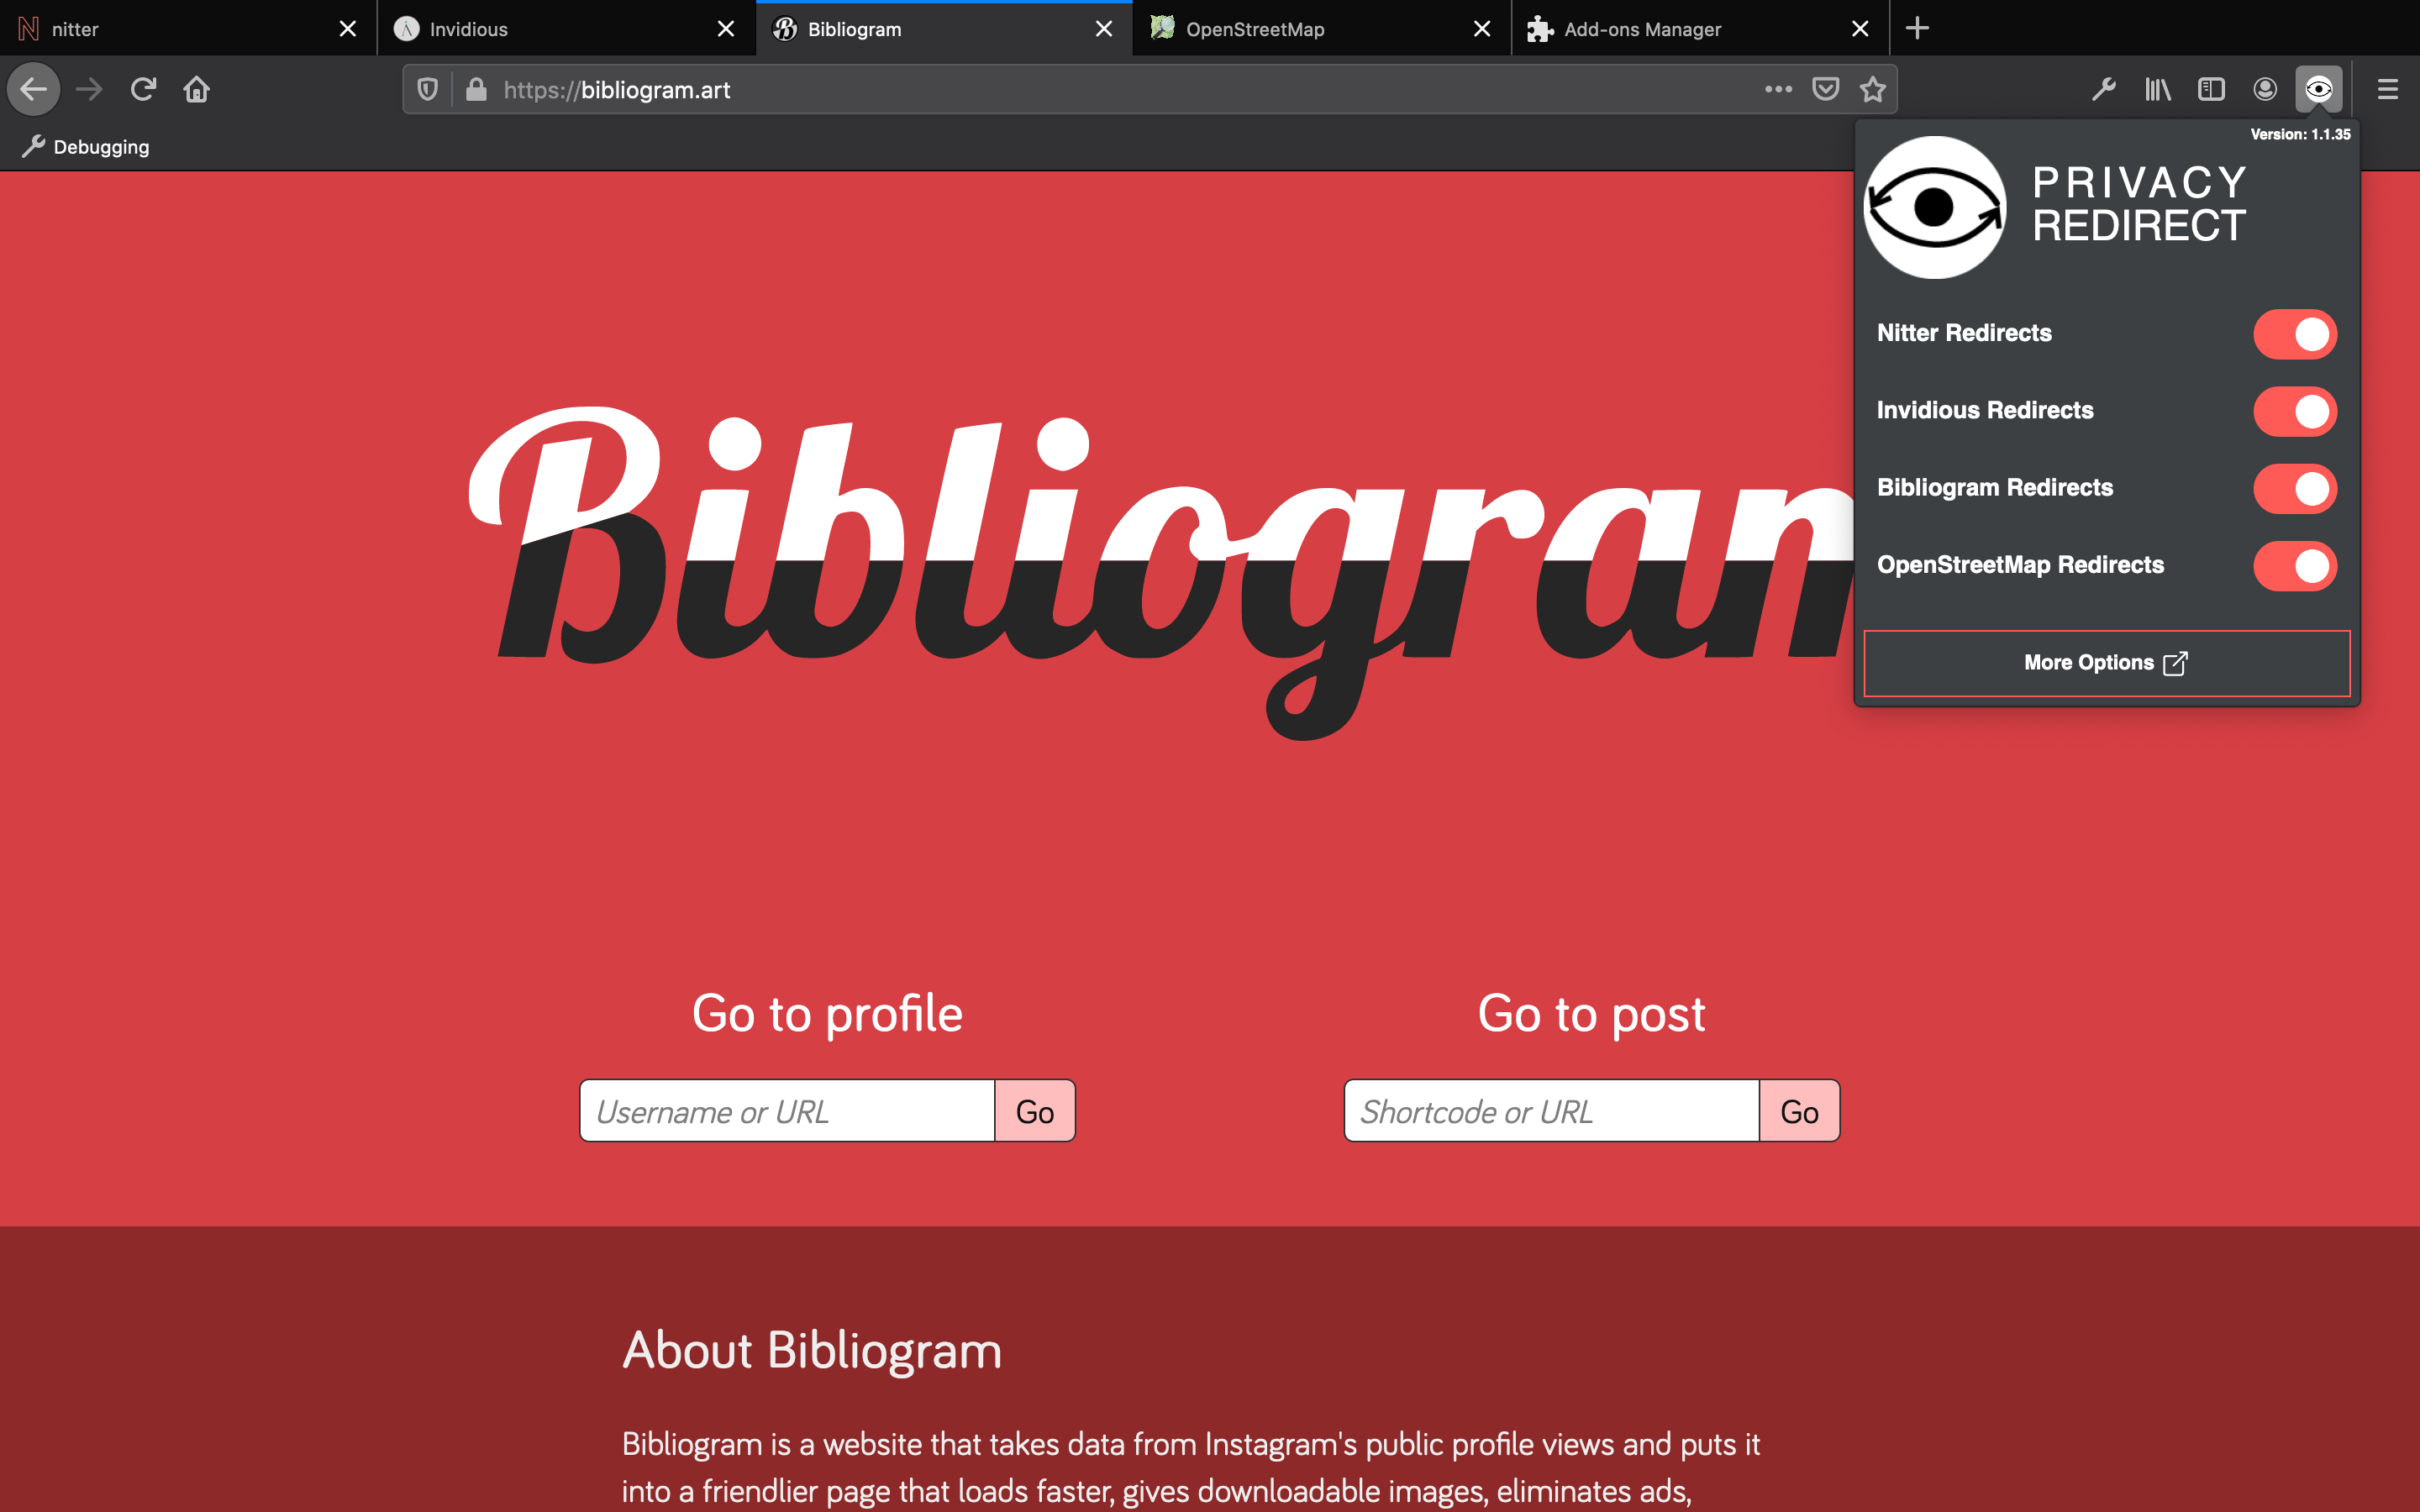 nitter
Invidious
Bibliogram
OpenStreetMap
Add-ons Manager
https://bibliogram.art
Debugging
Version: 1.1.35
PRIVACY
REDIRECT
Nitter Redirects
Invidious Redirects
Bibliogram Redirects
OpenStreetMap Redirects
More Options
Bibliogram
Go to profile
Go to post
Username or URL
Go
Shortcode or URL
Go
About Bibliogram
Bibliogram is a website that takes data from Instagram's public profile views and puts it
into a friendlier page that loads faster, gives downloadable images, eliminates ads,